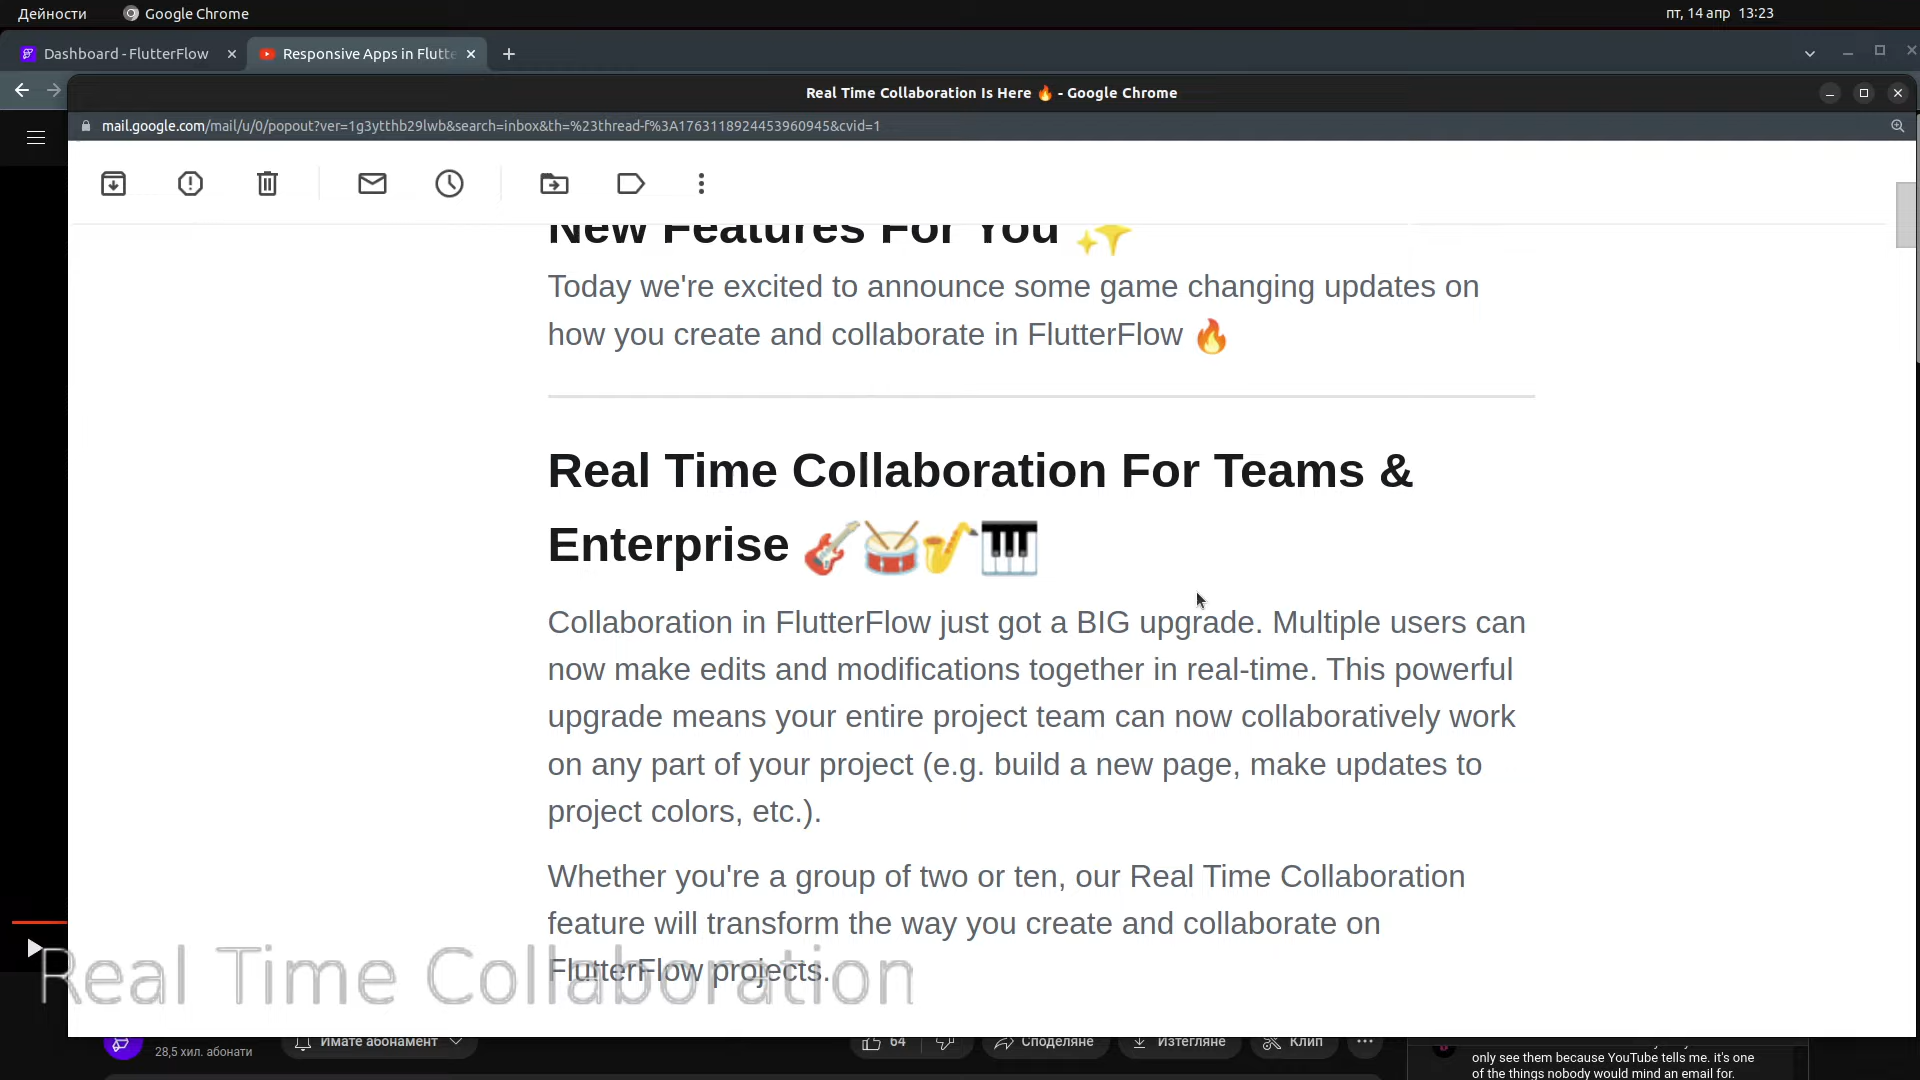 Дейности Google Chrome пт, 14 апр 13:23
Dashboard - FlutterFlow Responsive Apps in Flutte
Real Time Collaboration Is Here 🔥 - Google Chrome
mail.google.com/mail/u/0/popout?ver=1g3ytthb29lwb&search=inbox&th=%23thread-f%3A1763118924453960945&cvid=1
New Features For You ✨
Today we're excited to announce some game changing updates on
how you create and collaborate in FlutterFlow 🔥
Real Time Collaboration For Teams &
Enterprise 🎸🥁🎷🎹
Collaboration in FlutterFlow just got a BIG upgrade. Multiple users can
now make edits and modifications together in real-time. This powerful
upgrade means your entire project team can now collaboratively work
on any part of your project (e.g. build a new page, make updates to
project colors, etc.).
Whether you're a group of two or ten, our Real Time Collaboration
feature will transform the way you create and collaborate on
FlutterFlow projects.
Real Time Collaboration
28,5 хил. абонати Имате абонамент 64 Споделяне Изтегляне Клип
only see them because YouTube tells me. it's one
of the things nobody would mind an email for.